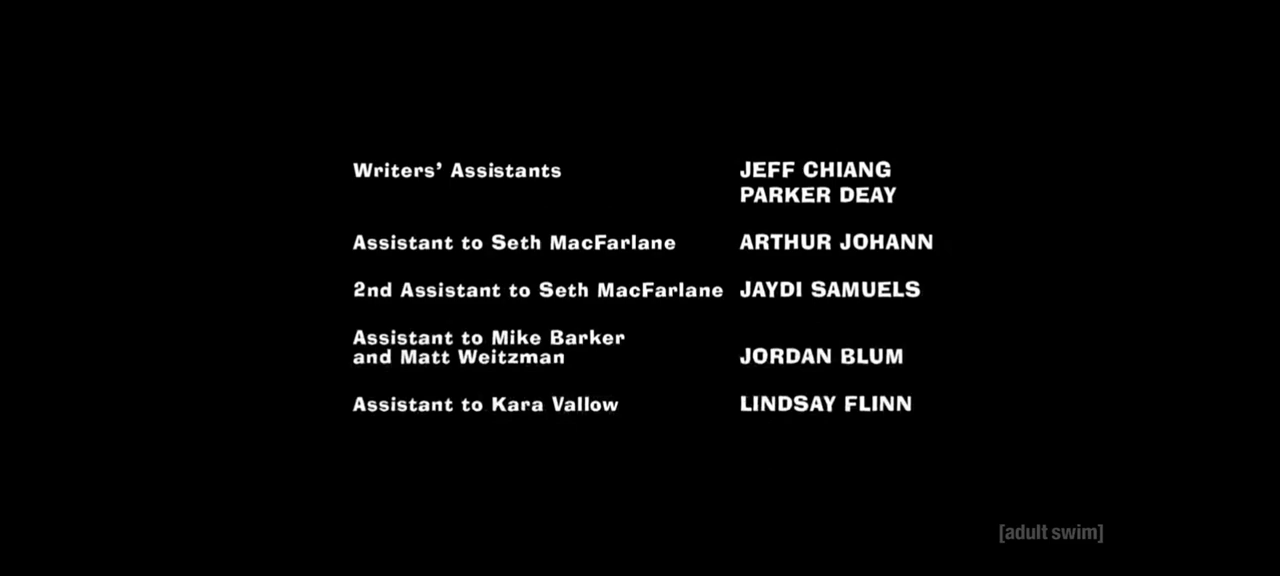 Writers' Assistants JEFF CHIANG
PARKER DEAY
Assistant to Seth MacFarlane ARTHUR JOHANN
2nd Assistant to Seth MacFarlane JAYDI SAMUELS
Assistant to Mike Barker
and Matt Weitzman JORDAN BLUM
Assistant to Kara Vallow LINDSAY FLINN
[adult swim]